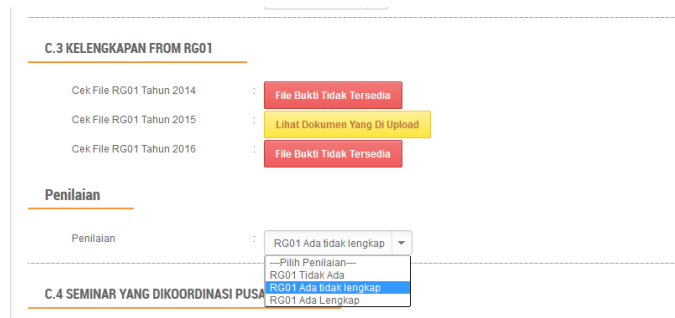 C.3 KELENGKAPAN FROM RG01
Cek File RG01 Tahun 2014 : File Bukti Tidak Tersedia
Cek File RG01 Tahun 2015 : Lihat Dokumen Yang Di Upload
Cek File RG01 Tahun 2016 : File Bukti Tidak Tersedia
Penilaian
Penilaian : RG01 Ada tidak lengkap
---Pilih Penilaian---
RG01 Tidak Ada
RG01 Ada tidak lengkap
RG01 Ada Lengkap
C.4 SEMINAR YANG DIKOORDINASI PUSA